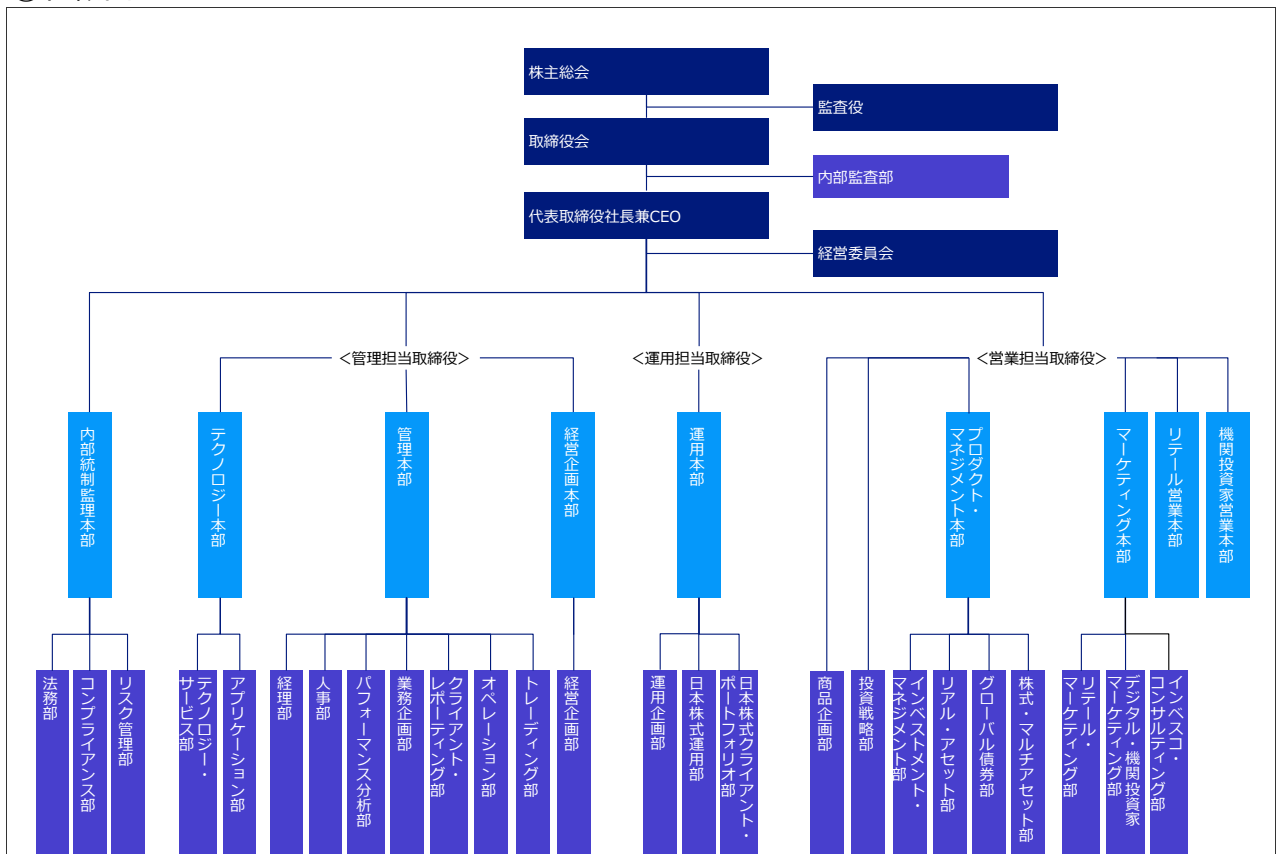 株主総会
監査役
取締役会
内部監査部
代表取締役社長兼CEO
経営委員会
<管理担当取締役>
<運用担当取締役>
<営業担当取締役>
内部統制監理本部
テクノロジー本部
管理本部
経営企画本部
運用本部
プロダクト・
マネジメント本部
マーケティング本部
リテール営業本部
機関投資家営業本部
法務部
コンプライアンス部
リスク管理部
テクノロジー・
サービス部
アプリケーション部
経理部
人事部
パフォーマンス分析部
業務企画部
クライアント・
レポーティング部
オペレーション部
トレーディング部
経営企画部
運用企画部
日本株式運用部
日本株式クライアント・
ポートフォリオ部
商品企画部
投資戦略部
インベストメント・
マネジメント部
リアル・アセット部
グローバル債券部
株式・マルチアセット部
リテール・
マーケティング部
デジタル・機関投資家
マーケティング部
インベスコ・
コンサルティング部